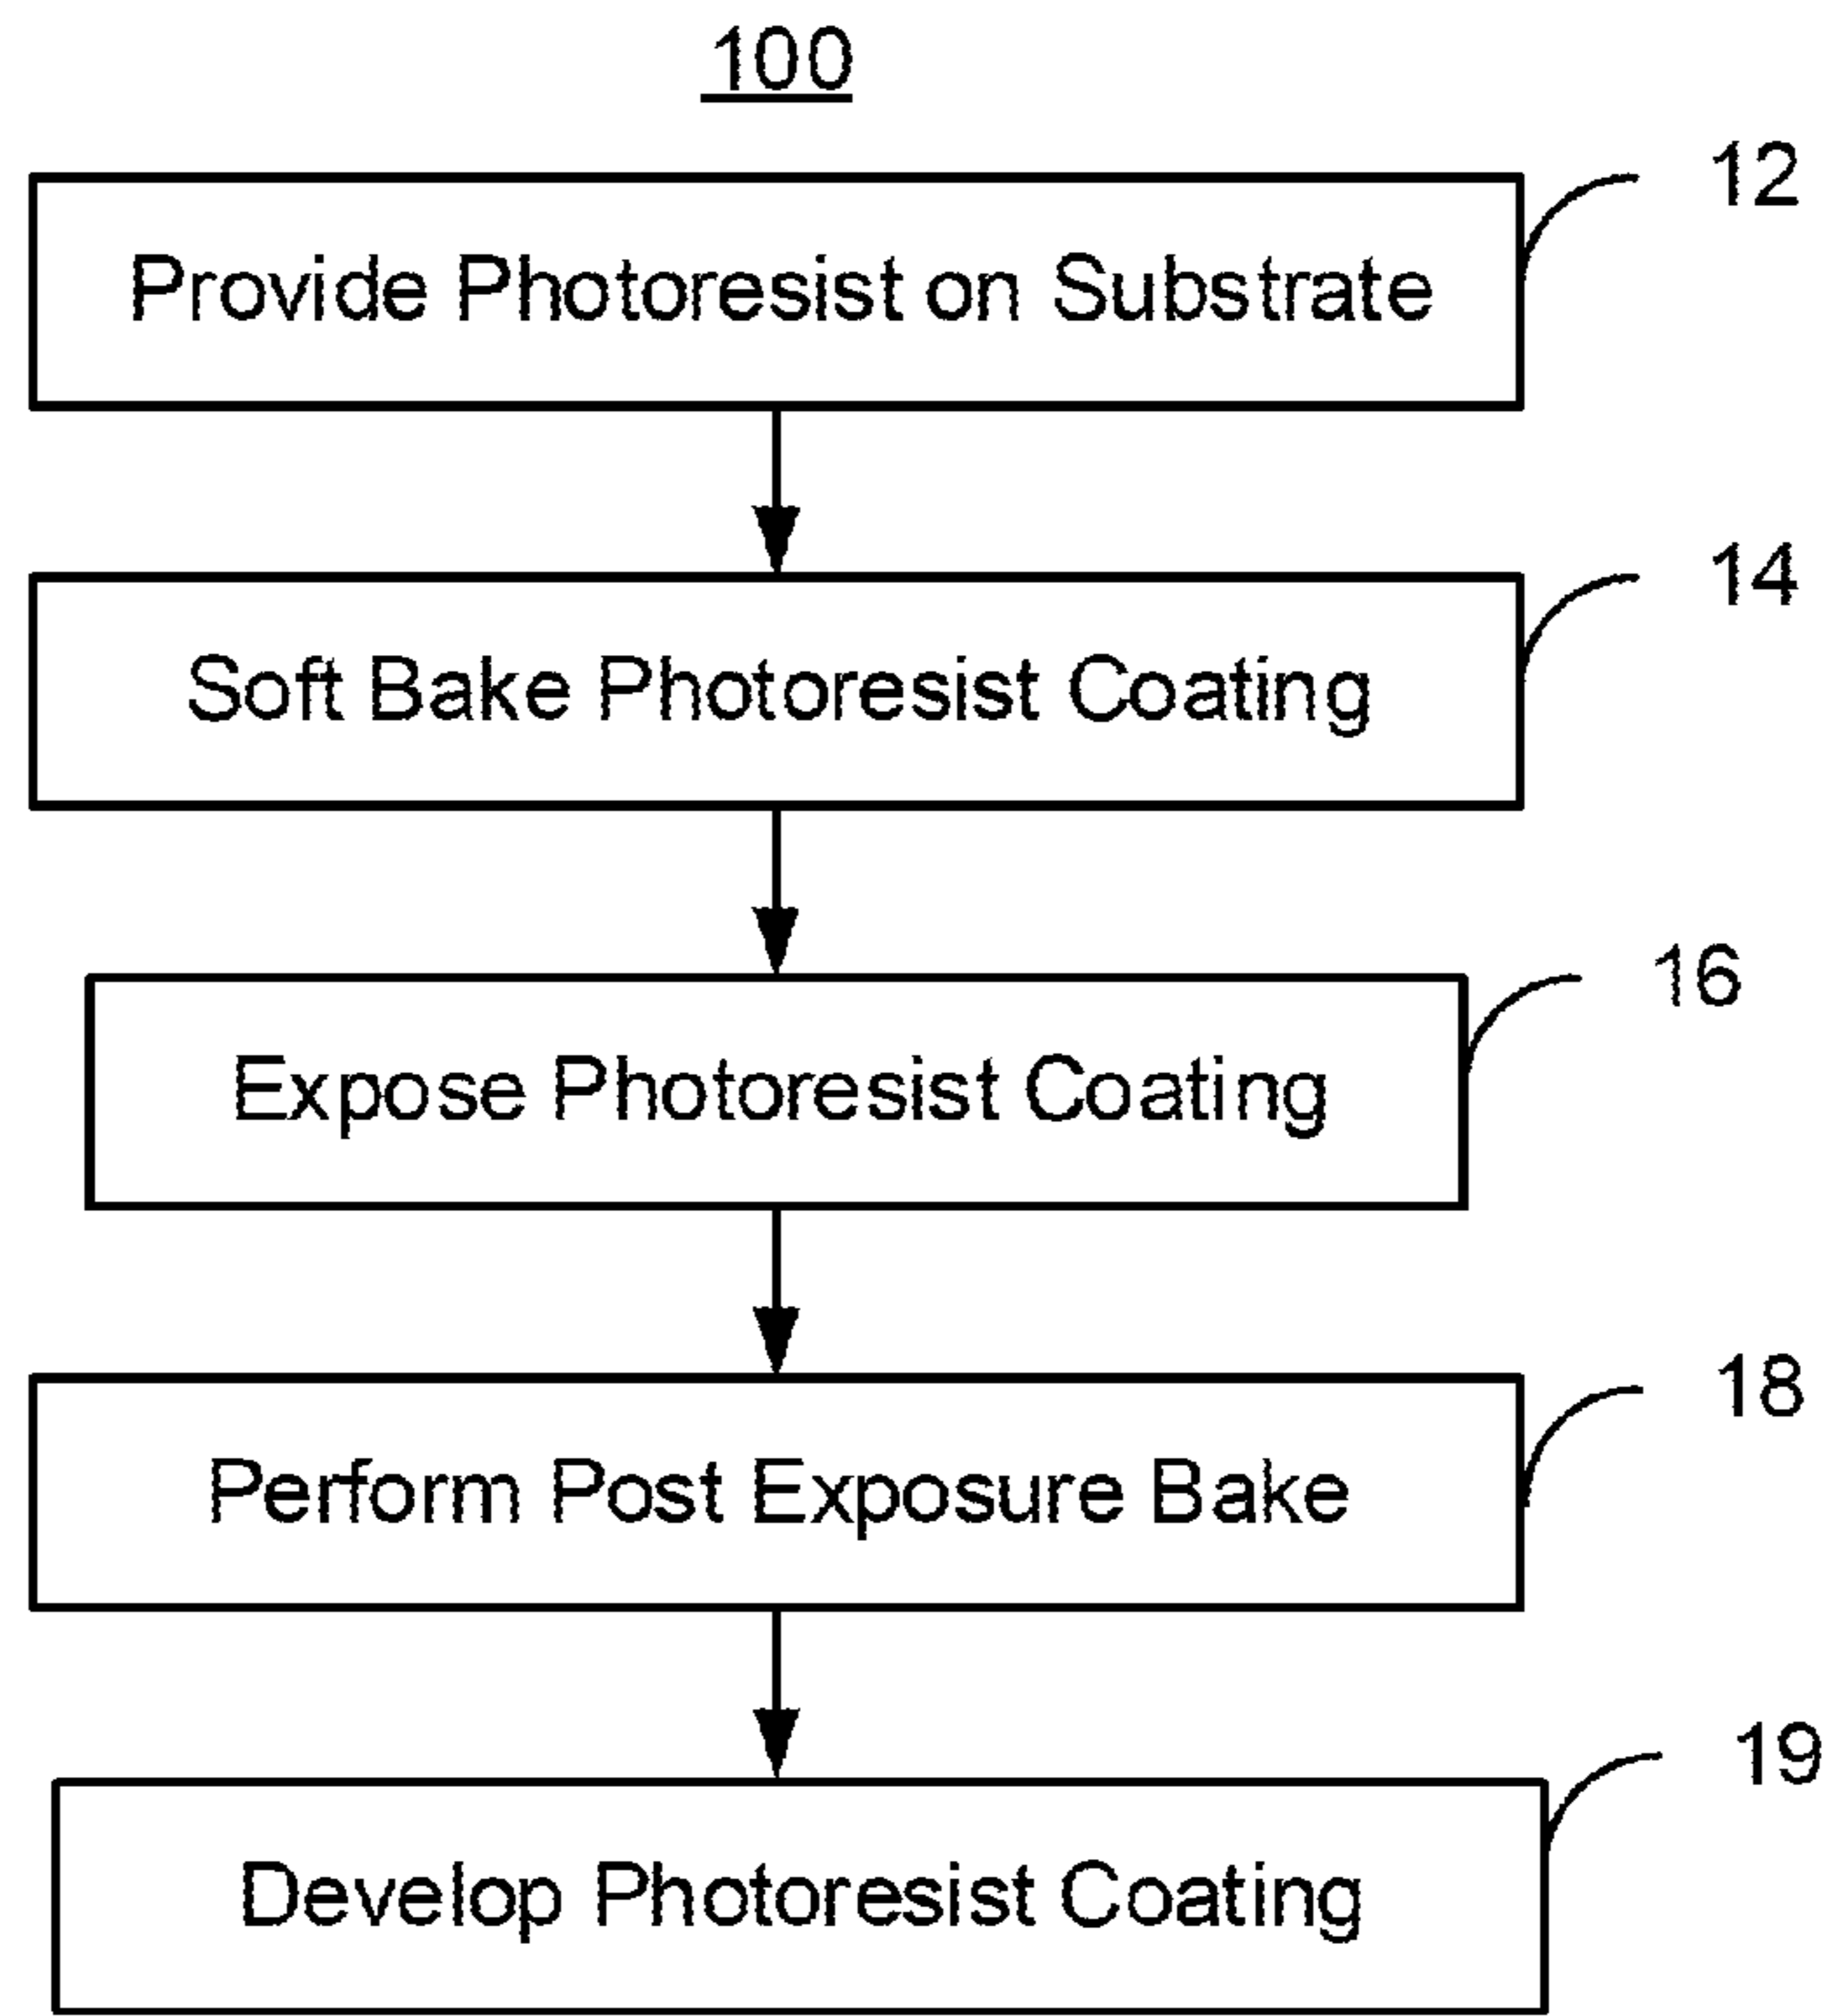 100
12
Provide Photoresist on Substrate
14
Soft Bake Photoresist Coating
16
Expose Photoresist Coating
18
Perform Post Exposure Bake
19
Develop Photoresist Coating